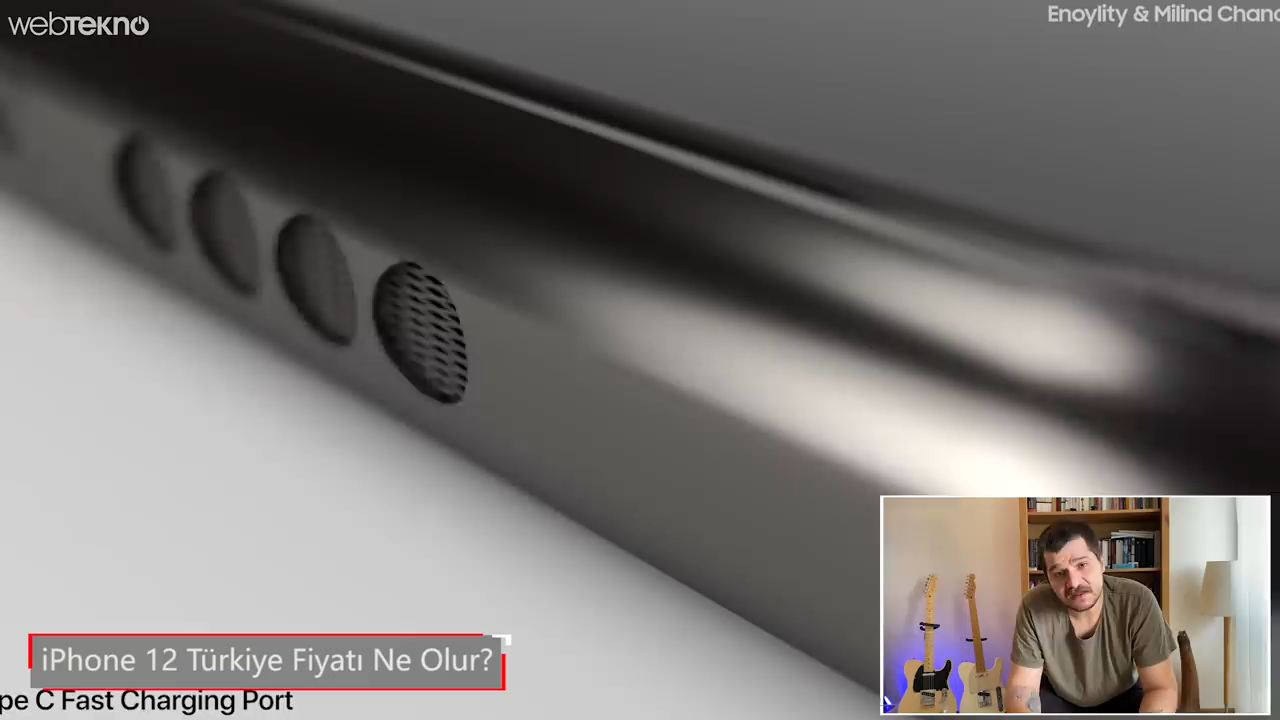 webTEKNO
Enoylity & Milind Chanc
iPhone 12 Türkiye Fiyatı Ne Olur?
pe C Fast Charging Port